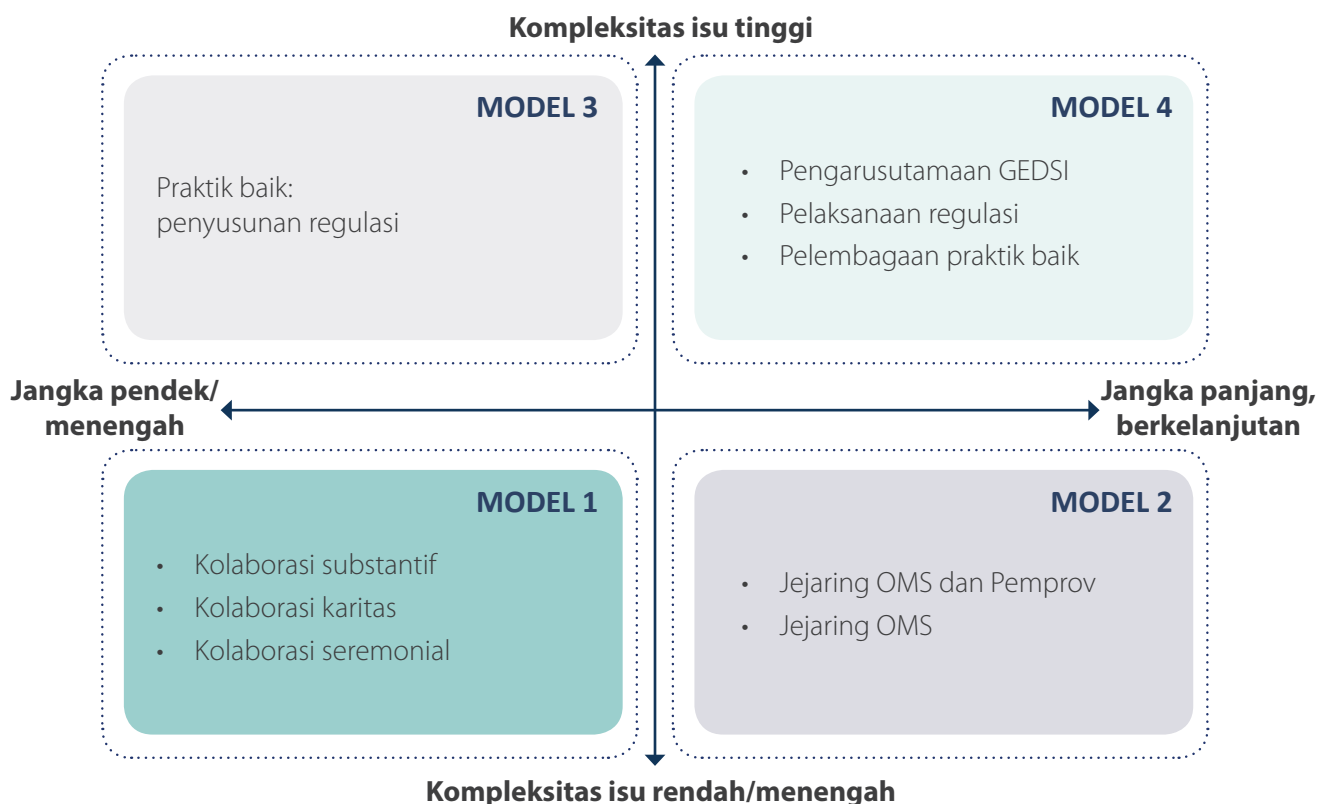 Kompleksitas isu tinggi
MODEL 3
Praktik baik:
penyusunan regulasi
MODEL 4
• Pengarusutamaan GEDSI
• Pelaksanaan regulasi
• Pelembagaan praktik baik
Jangka pendek/
menengah
Jangka panjang,
berkelanjutan
MODEL 1
• Kolaborasi substantif
• Kolaborasi karitas
• Kolaborasi seremonial
MODEL 2
• Jejaring OMS dan Pemprov
• Jejaring OMS
Kompleksitas isu rendah/menengah